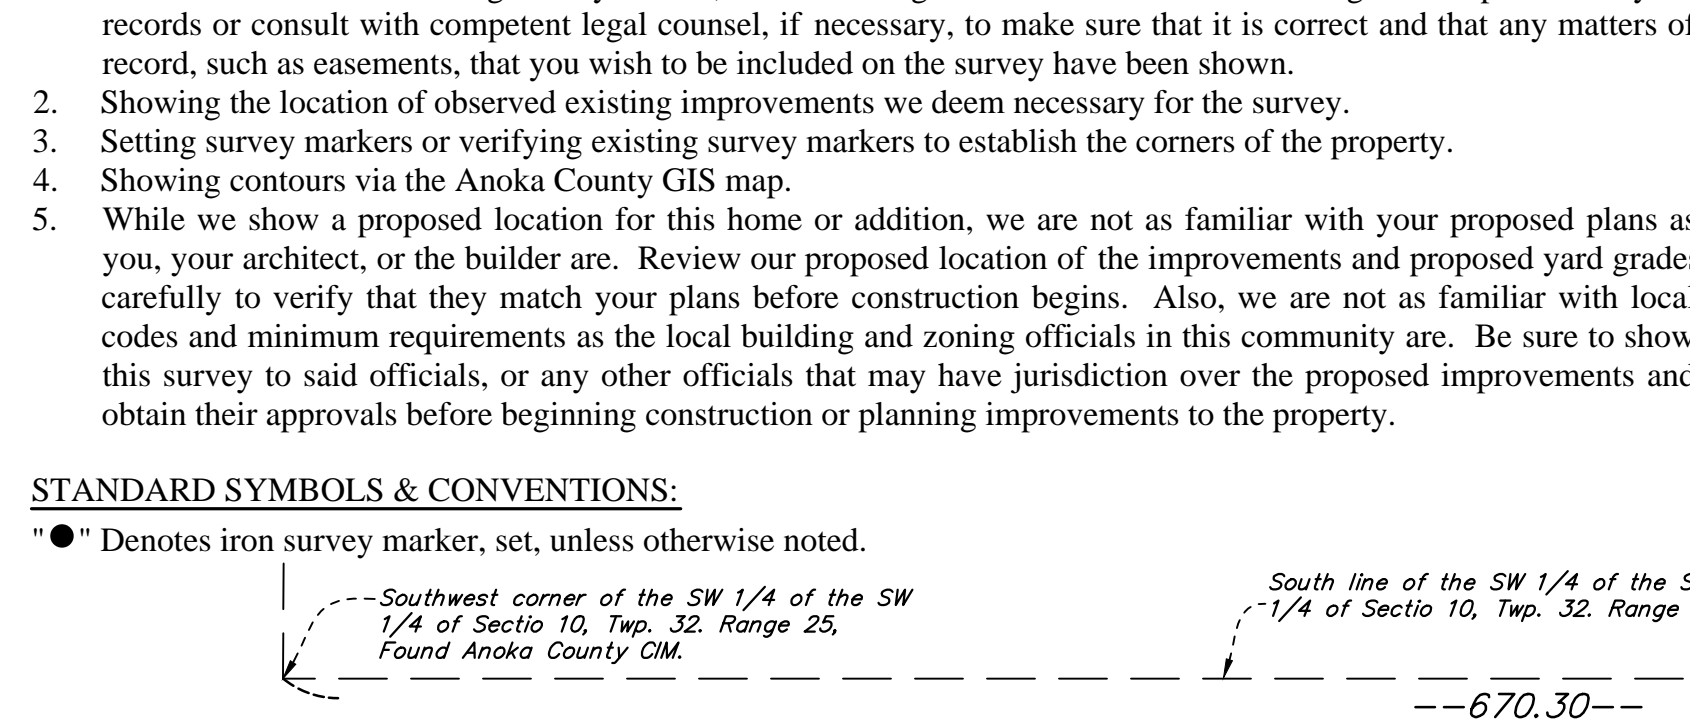 records or consult with competent legal counsel, if necessary, to make sure that it is correct and that any matters of
record, such as easements, that you wish to be included on the survey have been shown.
2. Showing the location of observed existing improvements we deem necessary for the survey.
3. Setting survey markers or verifying existing survey markers to establish the corners of the property.
4. Showing contours via the Anoka County GIS map.
5. While we show a proposed location for this home or addition, we are not as familiar with your proposed plans as
you, your architect, or the builder are. Review our proposed location of the improvements and proposed yard grades
carefully to verify that they match your plans before construction begins. Also, we are not as familiar with local
codes and minimum requirements as the local building and zoning officials in this community are. Be sure to show
this survey to said officials, or any other officials that may have jurisdiction over the proposed improvements and
obtain their approvals before beginning construction or planning improvements to the property.
STANDARD SYMBOLS & CONVENTIONS:
"●" Denotes iron survey marker, set, unless otherwise noted.
Southwest corner of the SW 1/4 of the SW
1/4 of Sectio 10, Twp. 32. Range 25,
Found Anoka County CIM.
South line of the SW 1/4 of the S
1/4 of Sectio 10, Twp. 32. Range
--670.30--